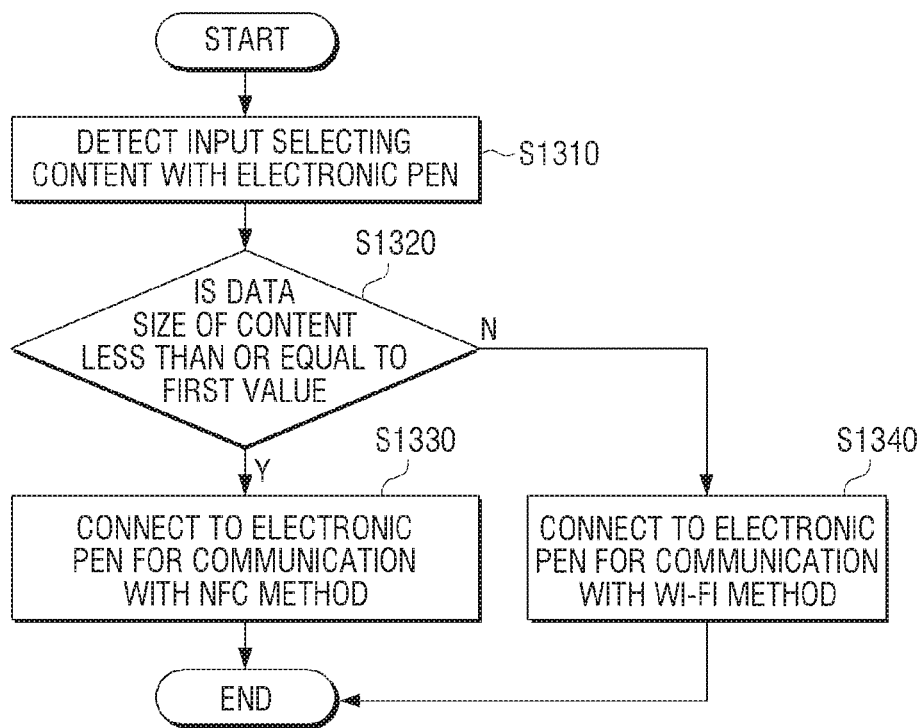 START
DETECT INPUT SELECTING
CONTENT WITH ELECTRONIC PEN
S1310
S1320
IS DATA
SIZE OF CONTENT
LESS THAN OR EQUAL TO
FIRST VALUE
N
Y
S1330
CONNECT TO ELECTRONIC
PEN FOR COMMUNICATION
WITH NFC METHOD
S1340
CONNECT TO ELECTRONIC
PEN FOR COMMUNICATION
WITH WI-FI METHOD
END